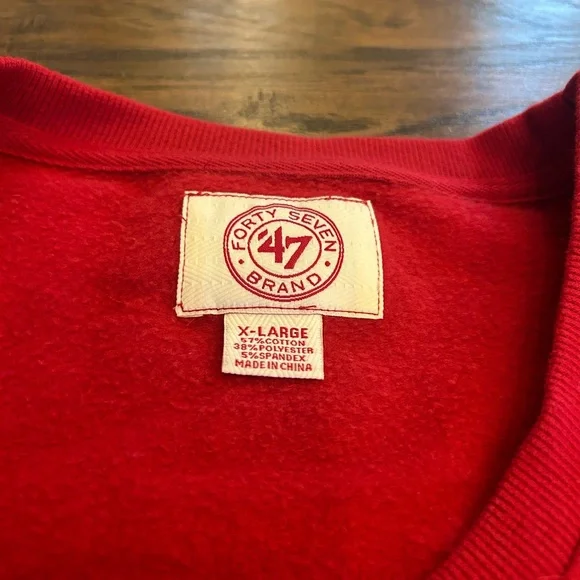 FORTY SEVEN
'47
• BRAND •
X-LARGE
57%COTTON
38%POLYESTER
5%SPANDEX
MADE IN CHINA